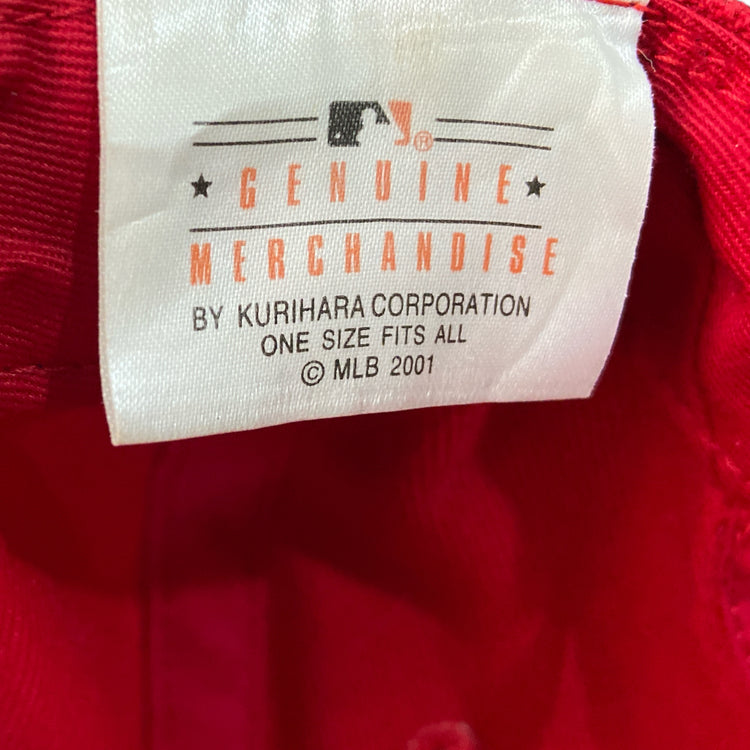 ®
GENUINE
MERCHANDISE
BY KURIHARA CORPORATION
ONE SIZE FITS ALL
© MLB 2001